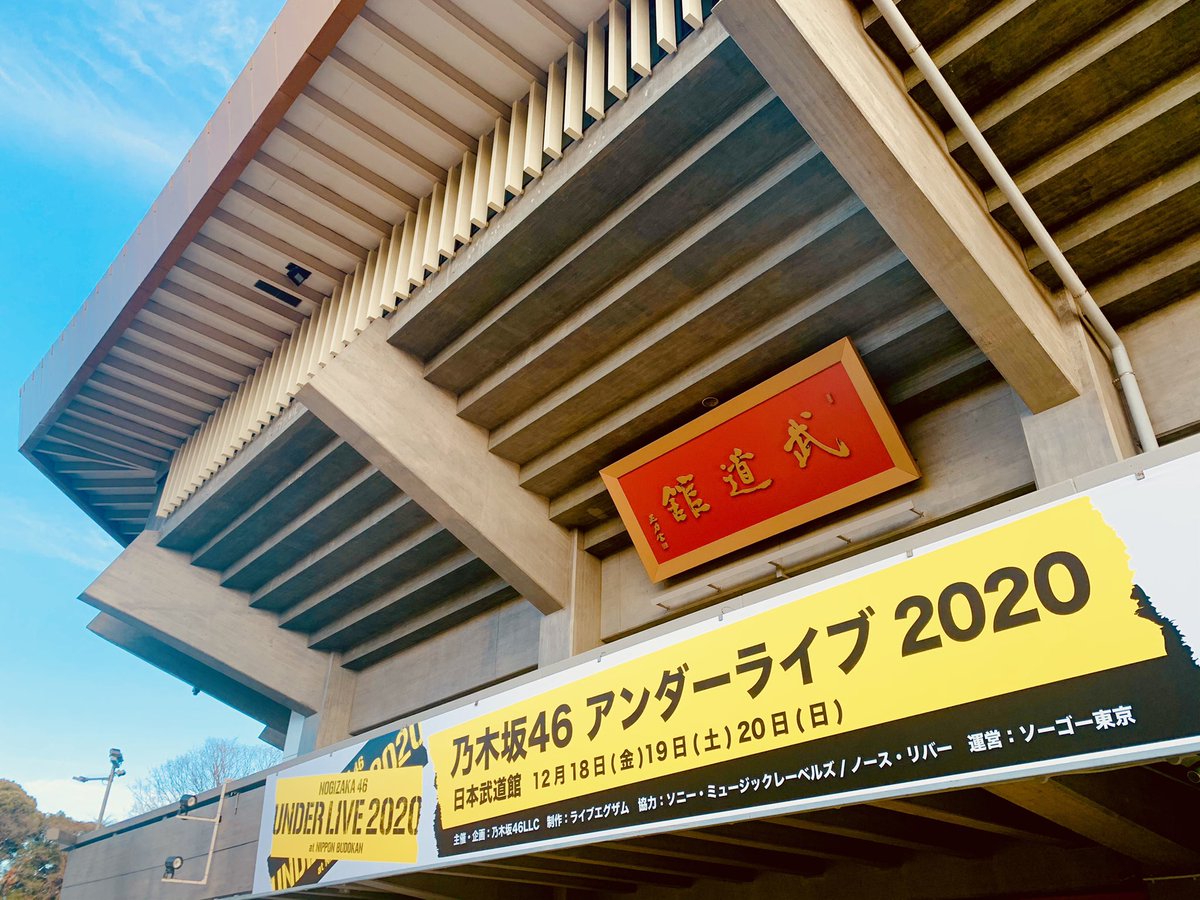 武道館
乃木坂46 アンダーライブ 2020
日本武道館 12月18日(金)19日(土)20日(日)
主催・企画：乃木坂46LLC 制作：ライブエグザム 協力：ソニー・ミュージックレーベルズ/ノース・リバー 運営：ソーゴー東京
2020
NOGIZAKA 46
UNDER LIVE 2020
at NIPPON BUDOKAN